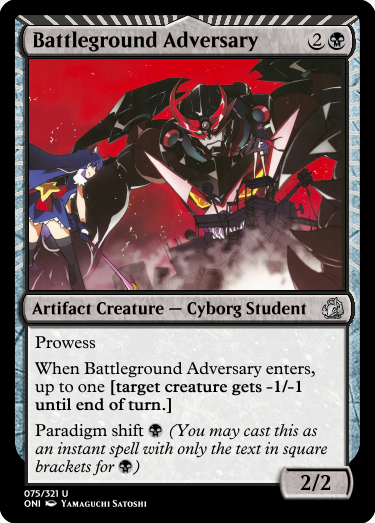 Battleground Adversary 2
Artifact Creature — Cyborg Student
Prowess
When Battleground Adversary enters,
up to one [target creature gets -1/-1
until end of turn.]
Paradigm shift (You may cast this as
an instant spell with only the text in square
brackets for )
2/2
075/321 U
ONI Yamaguchi Satoshi